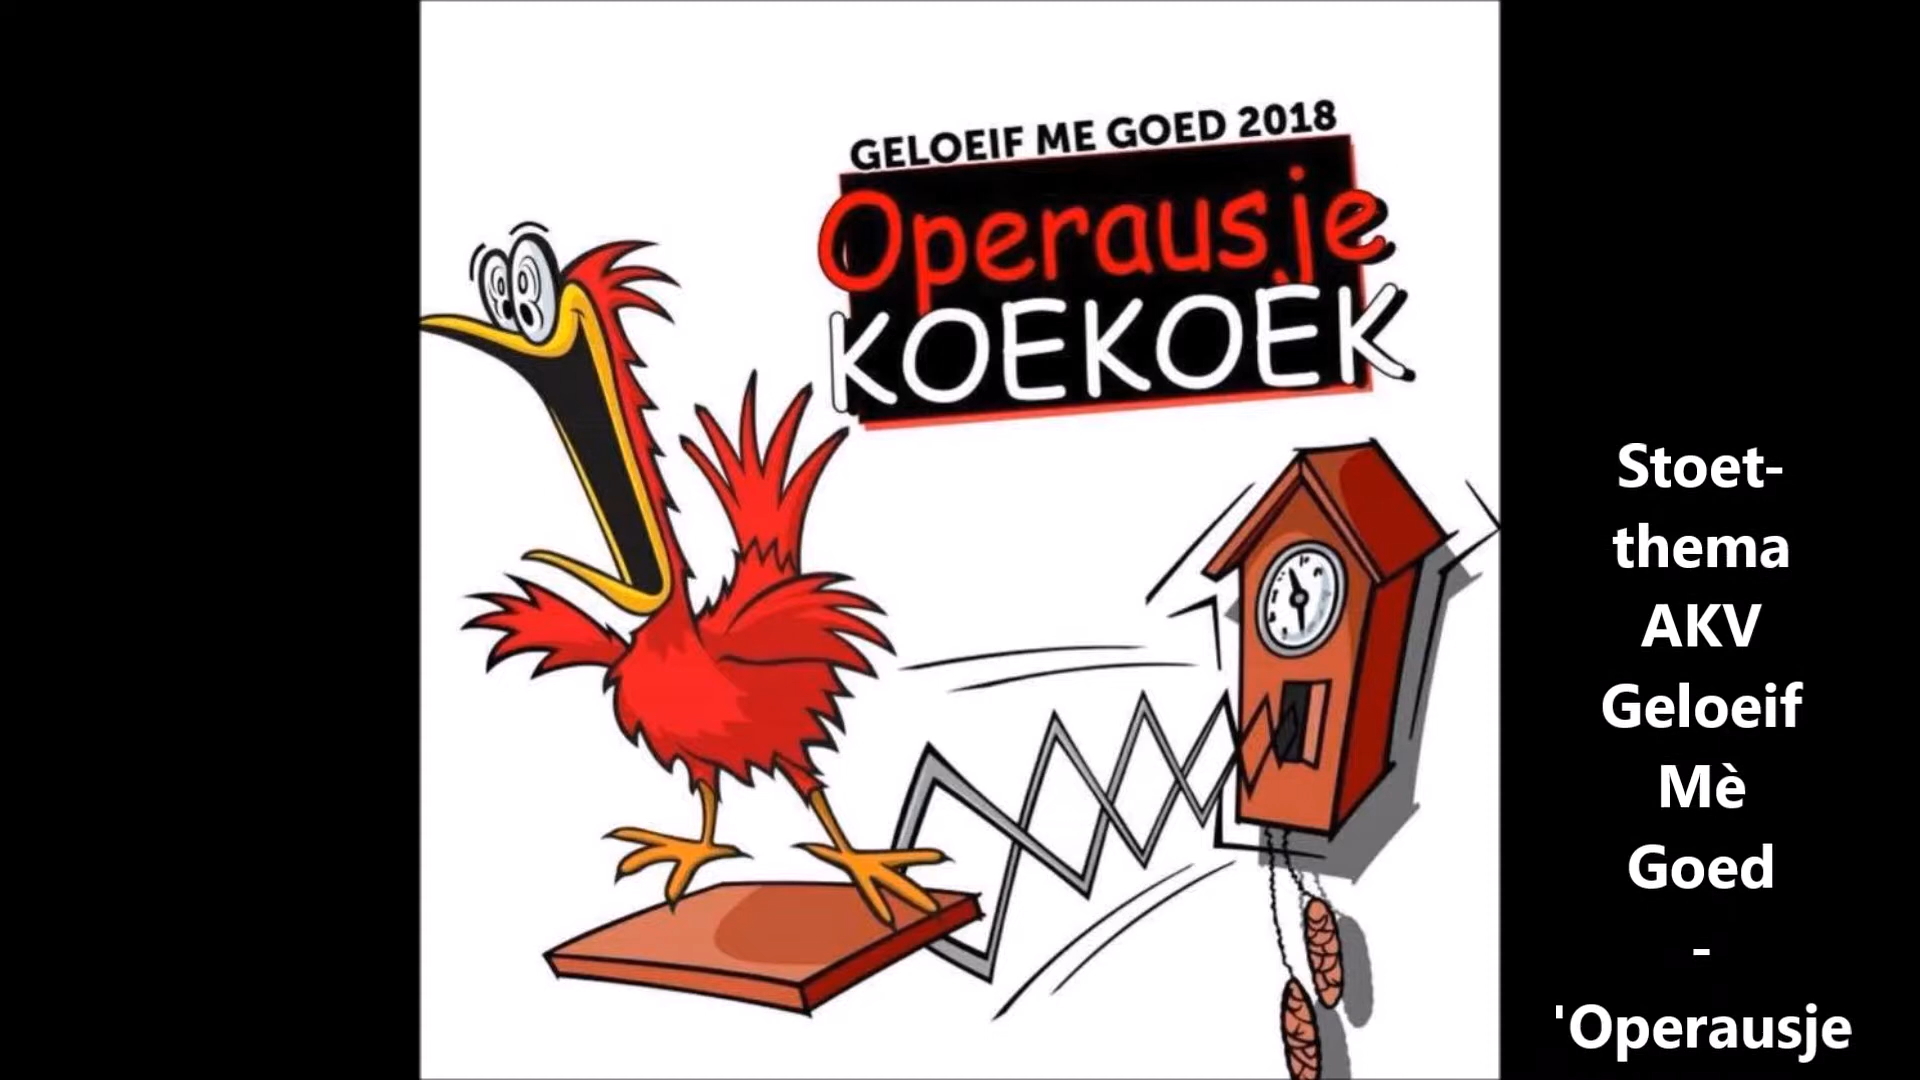 GELOEIF ME GOED 2018
Operausje
KOEKOEK
Stoet-
thema
AKV
Geloeif
Mè
Goed
-
'Operausje